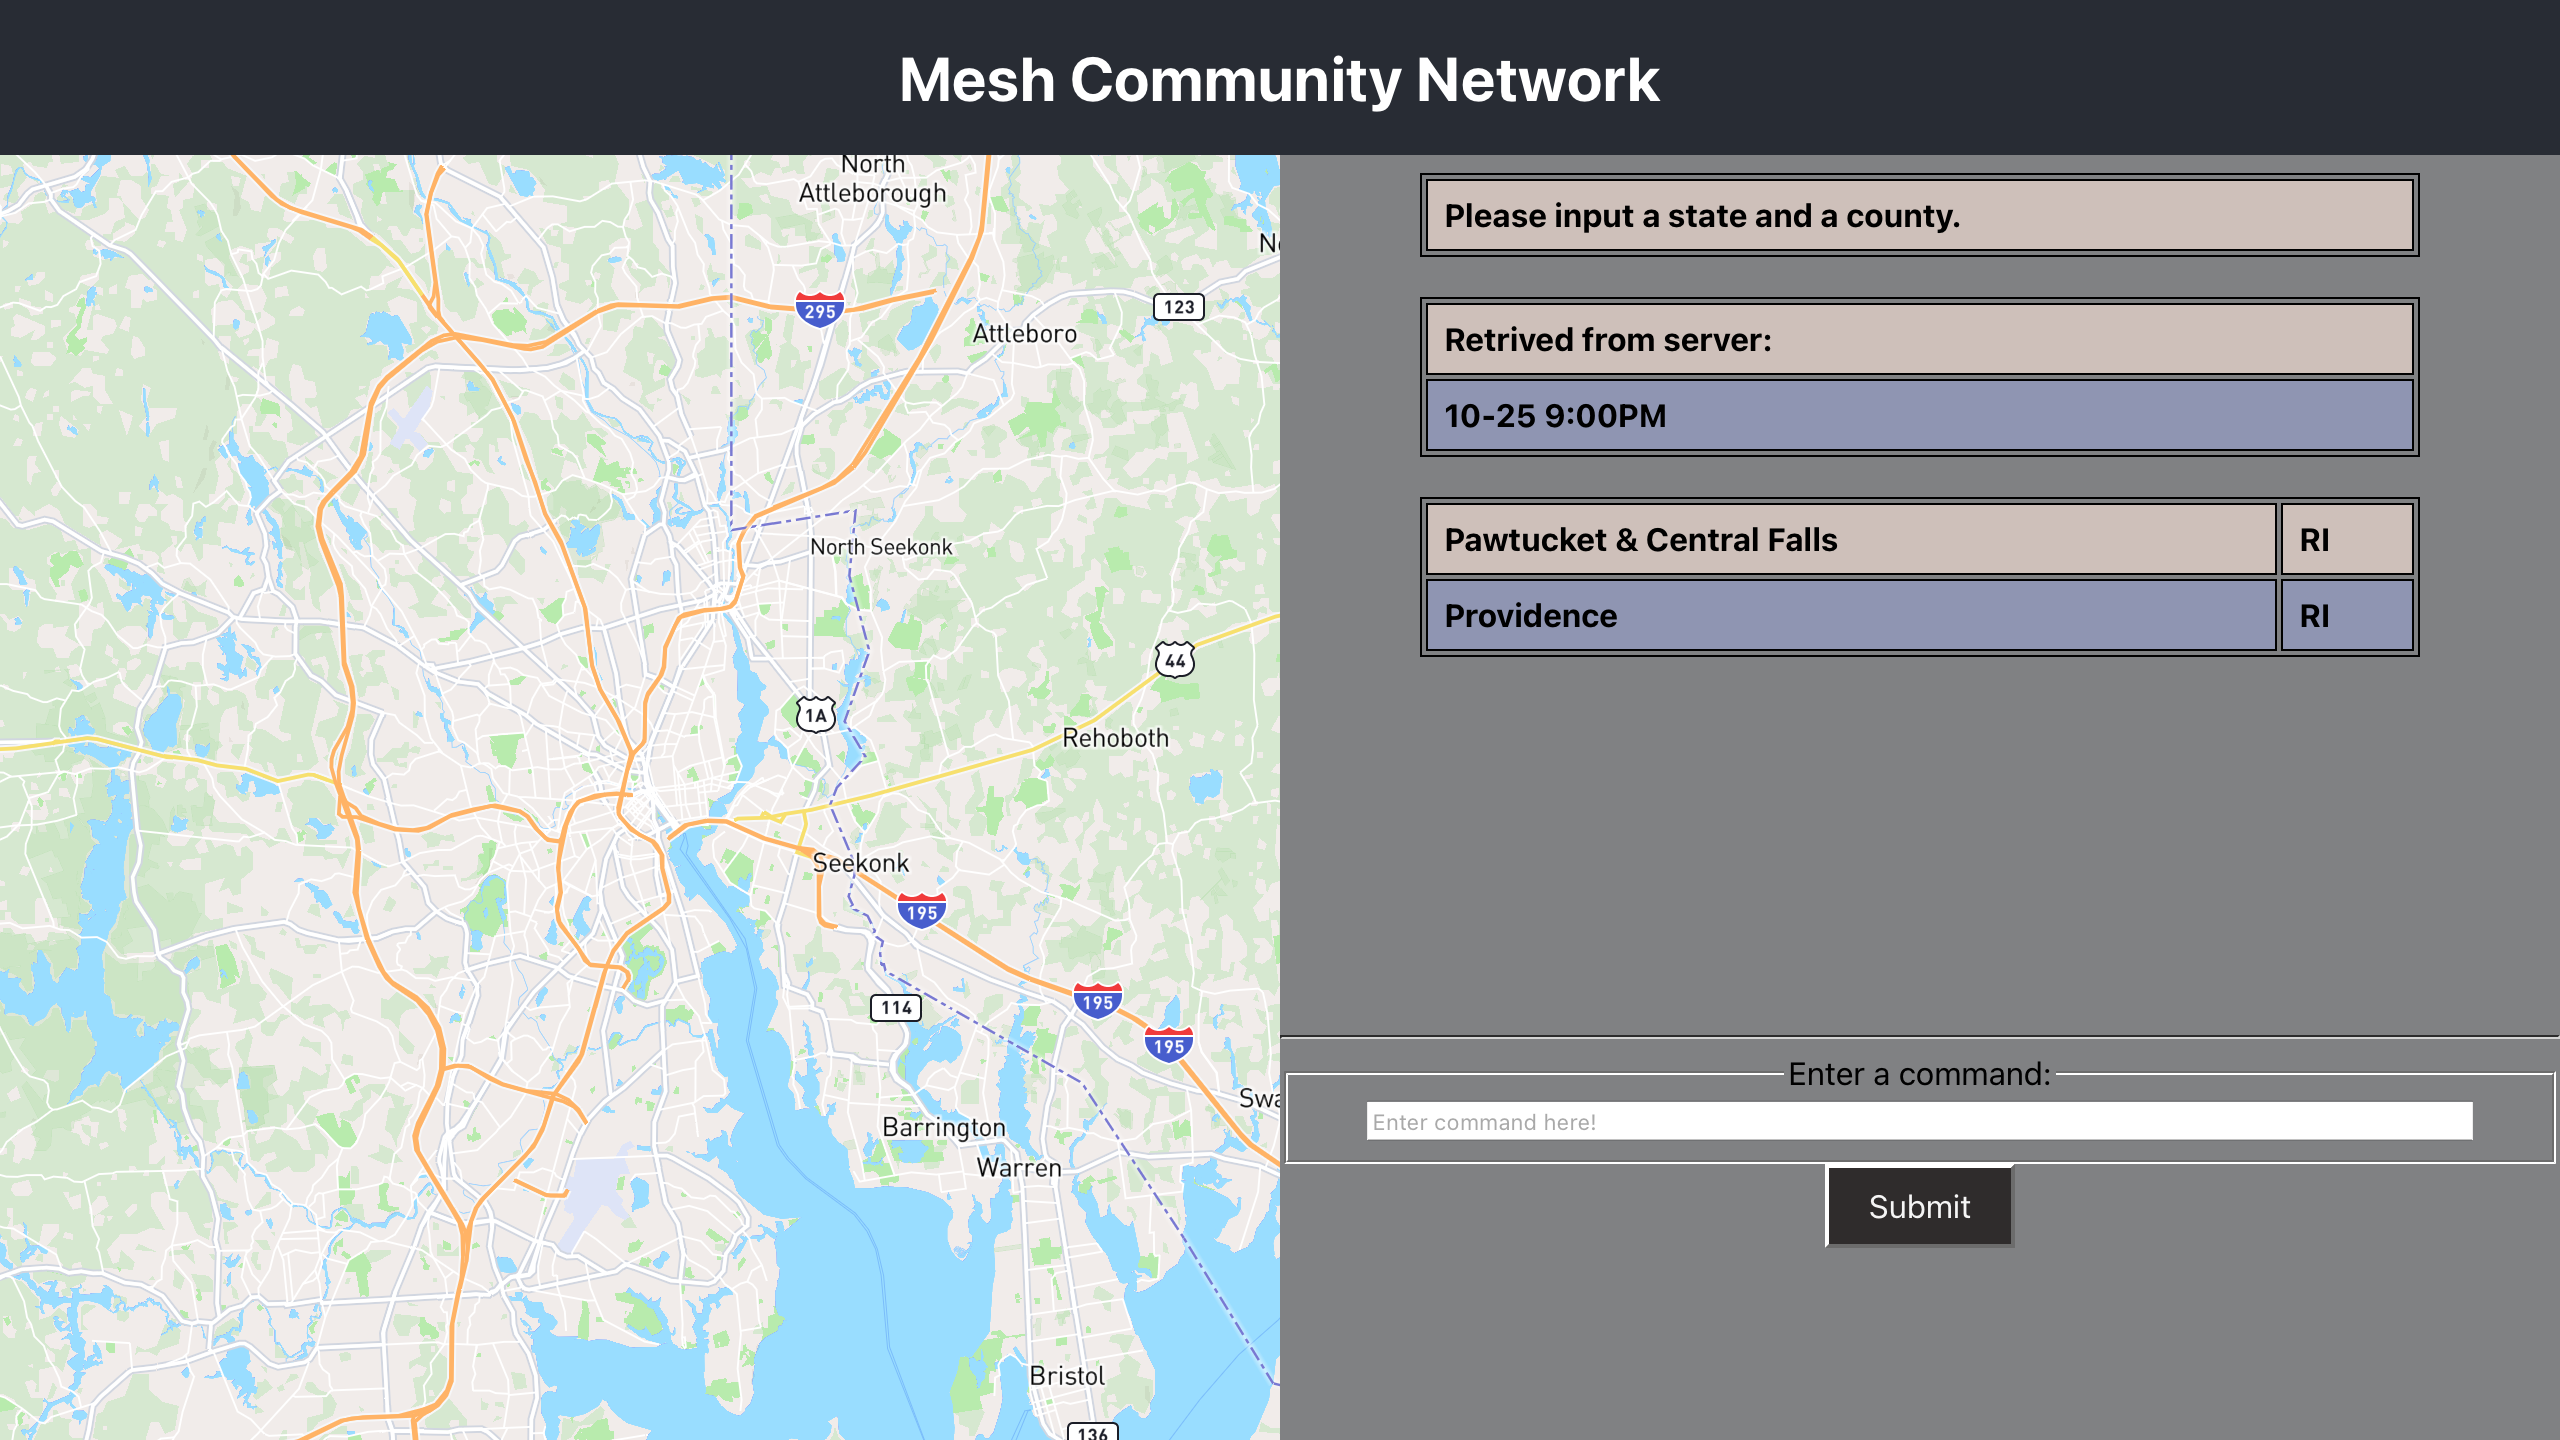 Mesh Community Network
North
Attleborough
No
295
123
Attleboro
North Seekonk
44
1A
Rehoboth
Seekonk
195
114
195
195
Swa
Barrington
Warren
Bristol
136
Please input a state and a county.
Retrived from server:
10-25 9:00PM
Pawtucket & Central Falls RI
Providence RI
Enter a command:
Enter command here!
Submit